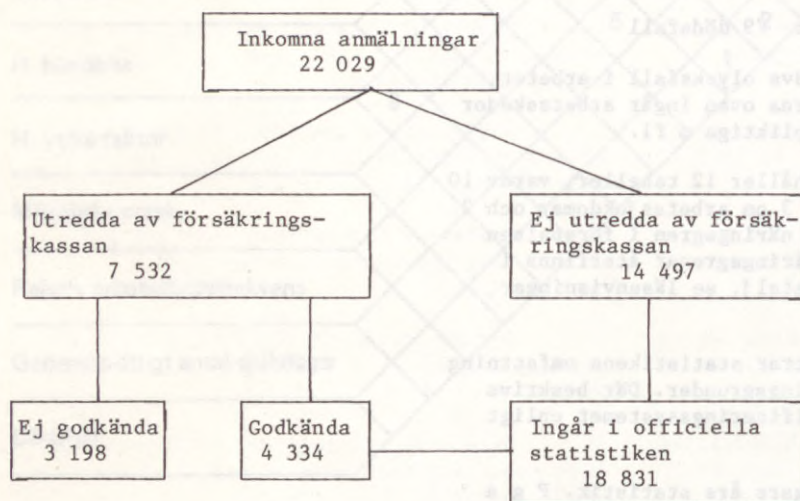 Inkomna anmälningar
22 029
Utredda av försäkrings-
kassan
7 532
Ej utredda av försäk-
ringskassan
14 497
Ej godkända
3 198
Godkända
4 334
Ingår i officiella
statistiken
18 831